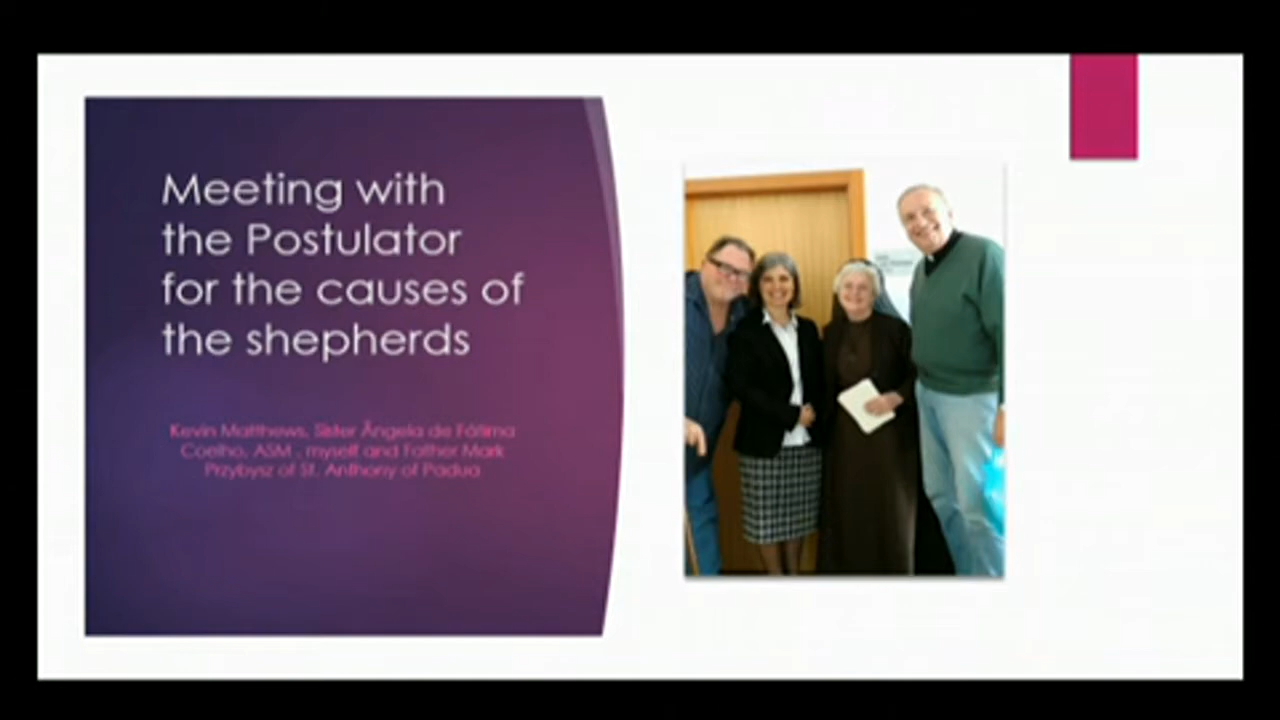 Meeting with
the Postulator
for the causes of
the shepherds
Kevin Matthews, Sister Ângela de Fátima
Coelho, ASM , myself and Father Mark
Przybysz of St. Anthony of Padua